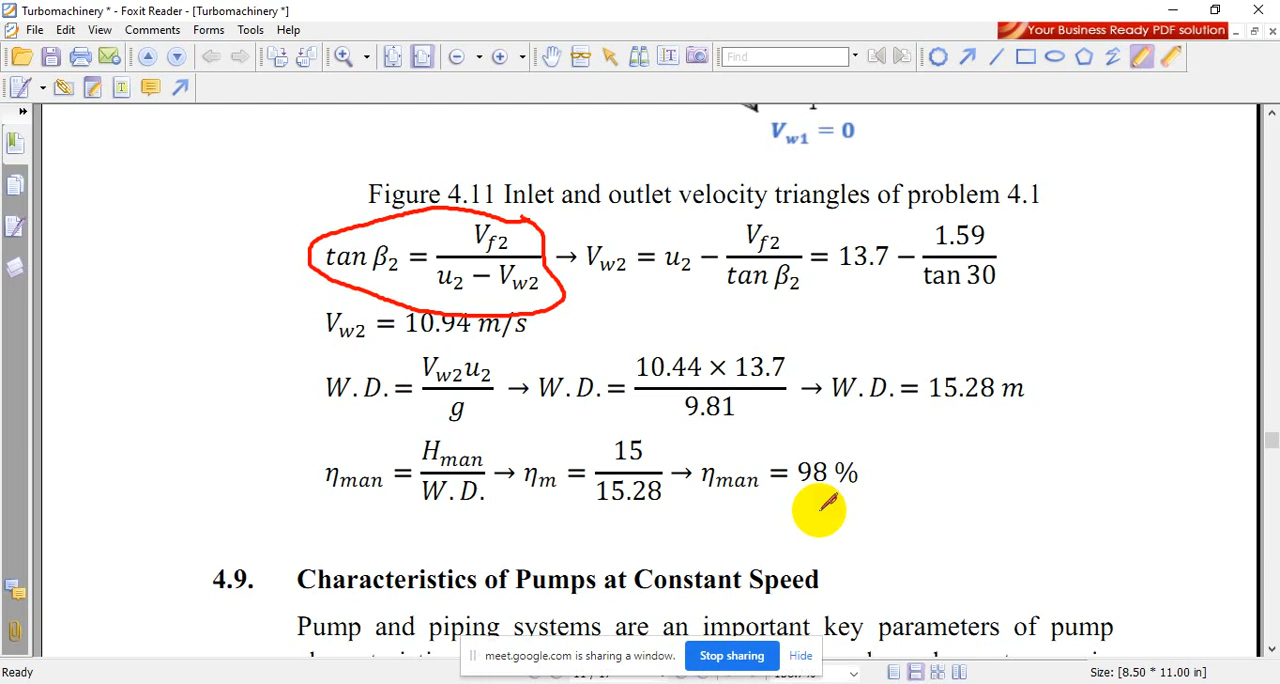 Turbomachinery * - Foxit Reader - [Turbomachinery *]
File Edit View Comments Forms Tools Help
Your Business Ready PDF solution
Find
V_w1 = 0
Figure 4.11 Inlet and outlet velocity triangles of problem 4.1
tan β_2 = V_f2 / (u_2 − V_w2) → V_w2 = u_2 − V_f2 / tan β_2 = 13.7 − 1.59 / tan 30
V_w2 = 10.94 m/s
W.D. = V_w2 u_2 / g → W.D. = 10.44 × 13.7 / 9.81 → W.D. = 15.28 m
η_man = H_man / W.D. → η_m = 15 / 15.28 → η_man = 98 %
4.9. Characteristics of Pumps at Constant Speed
Pump and piping systems are an important key parameters of pump
meet.google.com is sharing a window. Stop sharing Hide
Ready Size: [8.50 * 11.00 in]